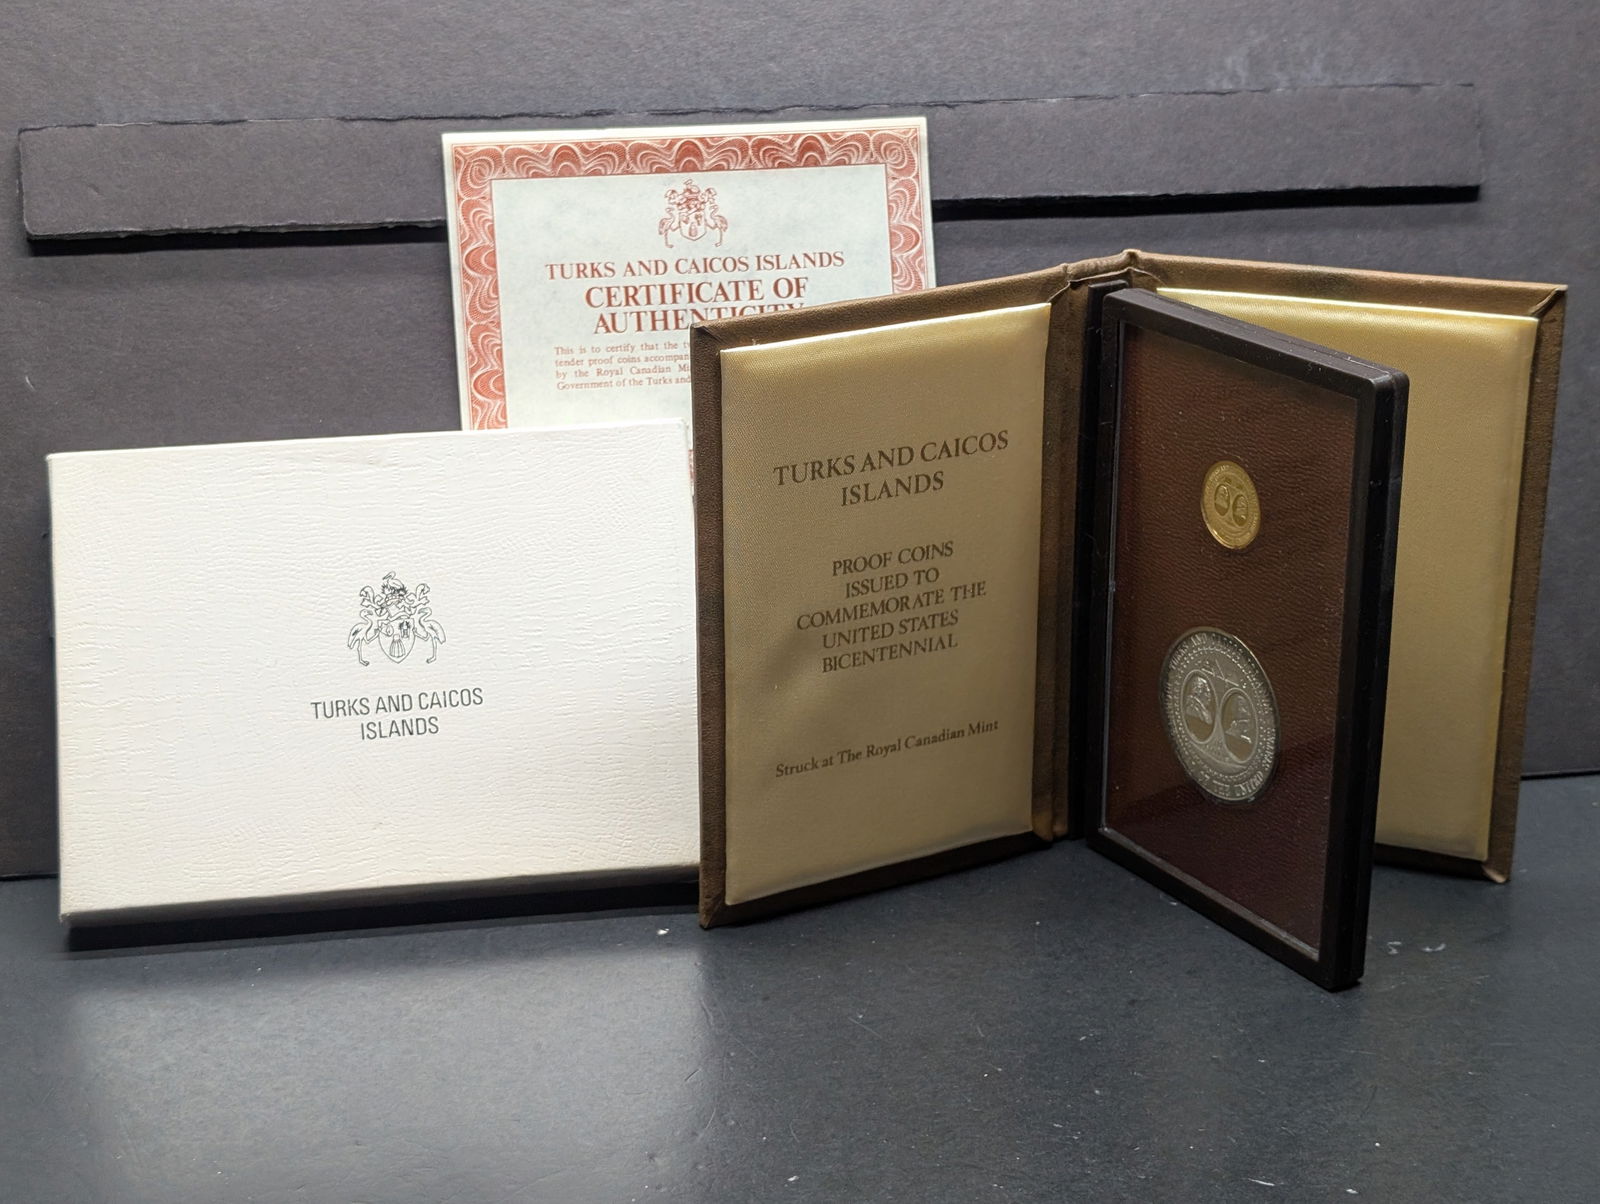 TURKS AND CAICOS ISLANDS
CERTIFICATE OF
AUTHENTICITY
This is to certify that the
tender proof coins accompan
by the Royal Canadian
Government of the Turks and
TURKS AND CAICOS
ISLANDS
TURKS AND CAICOS
ISLANDS
PROOF COINS
ISSUED TO
COMMEMORATE THE
UNITED STATES
BICENTENNIAL
Struck at The Royal Canadian Mint